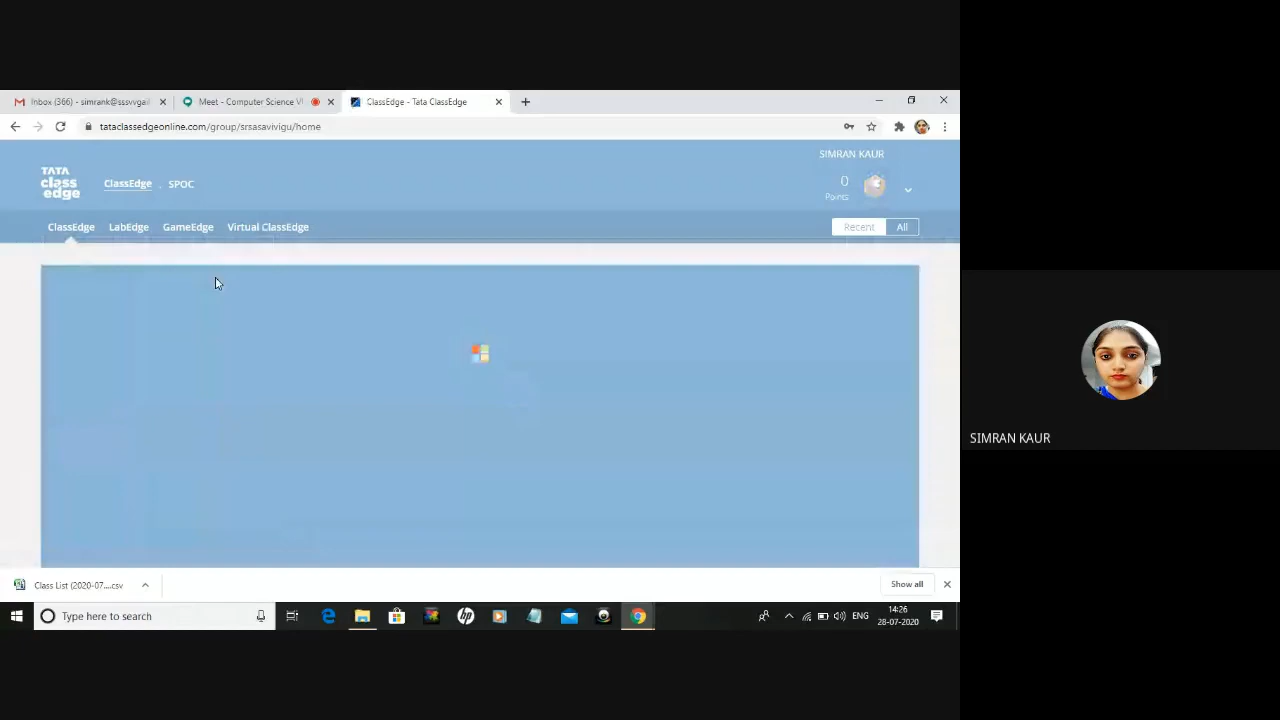 Inbox (366) - simrank@sssvvgail
Meet - Computer Science VI
ClassEdge - Tata ClassEdge
tataclassedgeonline.com/group/srsasavivigu/home
SIMRAN KAUR
TATA
class
edge
ClassEdge
SPOC
0
Points
ClassEdge
LabEdge
GameEdge
Virtual ClassEdge
Recent
All
SIMRAN KAUR
Class List (2020-07....csv
Show all
Type here to search
ENG
14:26
28-07-2020